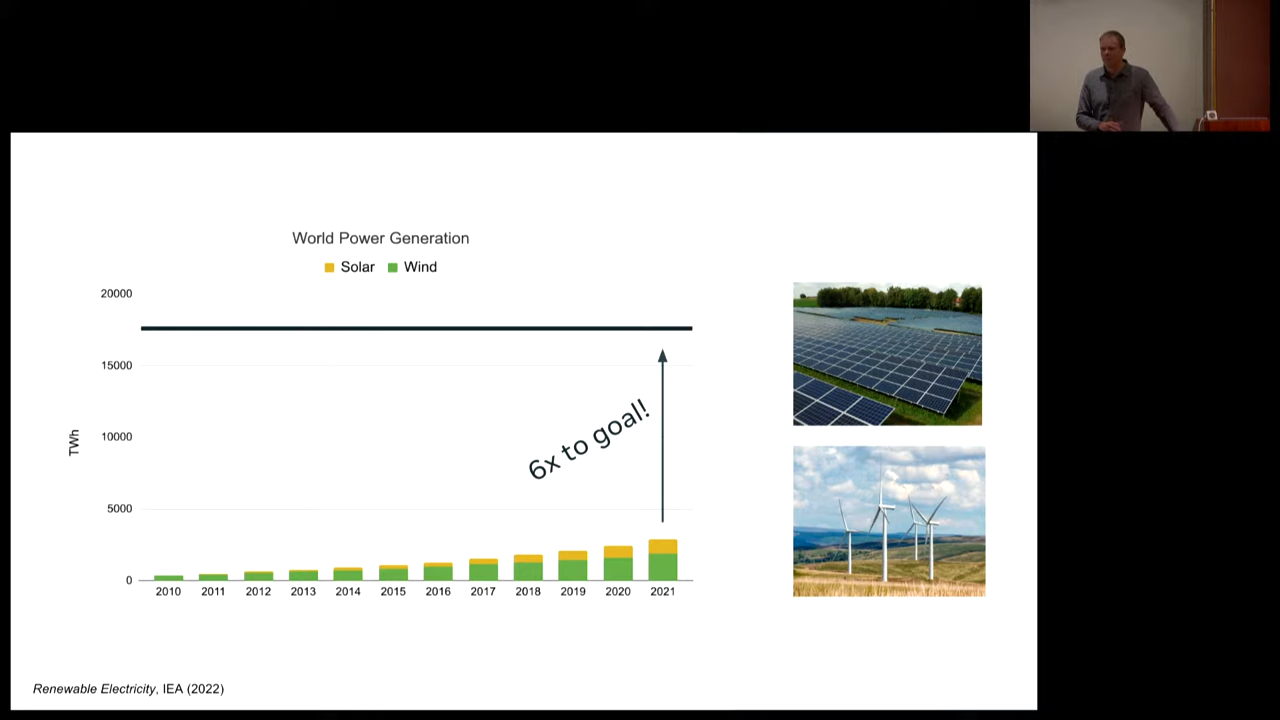 World Power Generation
Solar Wind
20000
15000
10000
5000
0
TWh
6x to goal!
2010 2011 2012 2013 2014 2015 2016 2017 2018 2019 2020 2021
Renewable Electricity, IEA (2022)